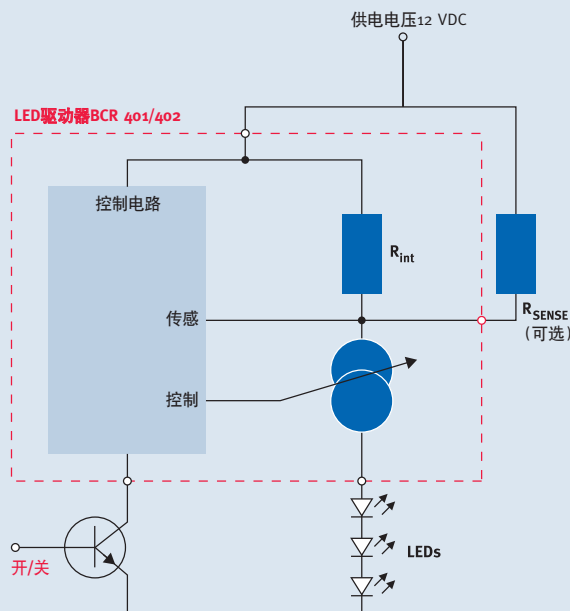 供电电压12 VDC
LED驱动器BCR 401/402
控制电路
Rint
RSENSE
(可选)
传感
控制
LEDs
开/关